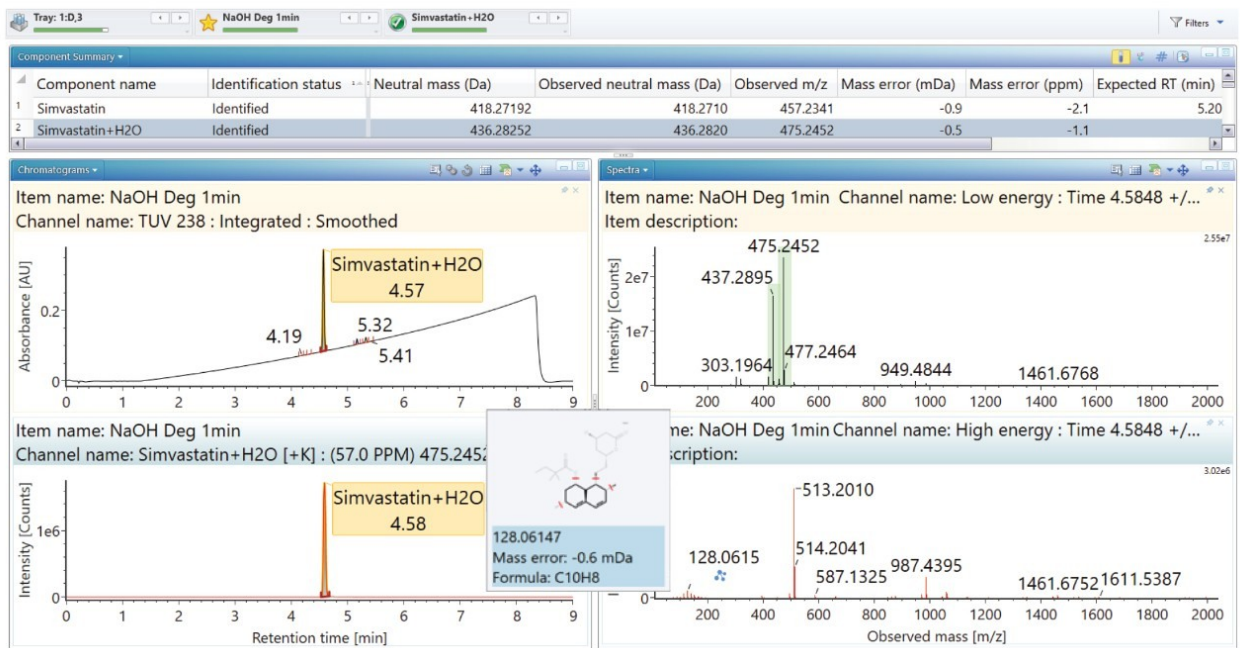 Tray: 1:D,3
NaOH Deg 1min
Simvastatin+H2O
Filters
Component Summary
Component name Identification status Neutral mass (Da) Observed neutral mass (Da) Observed m/z Mass error (mDa) Mass error (ppm) Expected RT (min)
1 Simvastatin Identified 418.27192 418.2710 457.2341 -0.9 -2.1 5.20
2 Simvastatin+H2O Identified 436.28252 436.2820 475.2452 -0.5 -1.1
Chromatograms
Item name: NaOH Deg 1min
Channel name: TUV 238 : Integrated : Smoothed
Absorbance [AU]
0.2
0
Simvastatin+H2O
4.57
4.19
5.32
5.41
0 1 2 3 4 5 6 7 8 9
Item name: NaOH Deg 1min
Channel name: Simvastatin+H2O [+K] : (57.0 PPM) 475.2452
Intensity [Counts]
1e6
0
Simvastatin+H2O
4.58
0 1 2 3 4 5 6 7 8 9
Retention time [min]
128.06147
Mass error: -0.6 mDa
Formula: C10H8
Spectra
Item name: NaOH Deg 1min Channel name: Low energy : Time 4.5848 +/...
Item description:
2.55e7
Intensity [Counts]
2e7
1e7
0
475.2452
437.2895
303.1964
477.2464
949.4844
1461.6768
200 400 600 800 1000 1200 1400 1600 1800 2000
me: NaOH Deg 1min Channel name: High energy : Time 4.5848 +/...
scription:
3.02e6
0
513.2010
128.0615
514.2041
587.1325
987.4395
1461.6752
1611.5387
200 400 600 800 1000 1200 1400 1600 1800 2000
Observed mass [m/z]